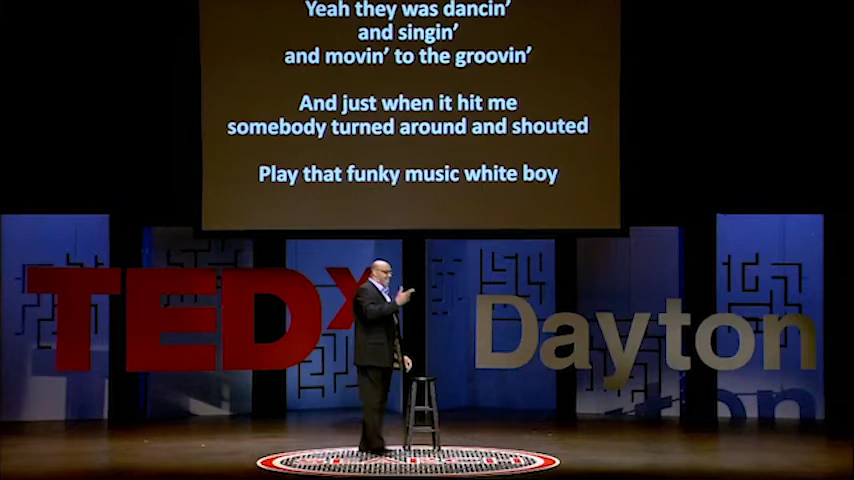 Yeah they was dancin’
and singin’
and movin’ to the groovin’
And just when it hit me
somebody turned around and shouted
Play that funky music white boy
TEDx Dayton